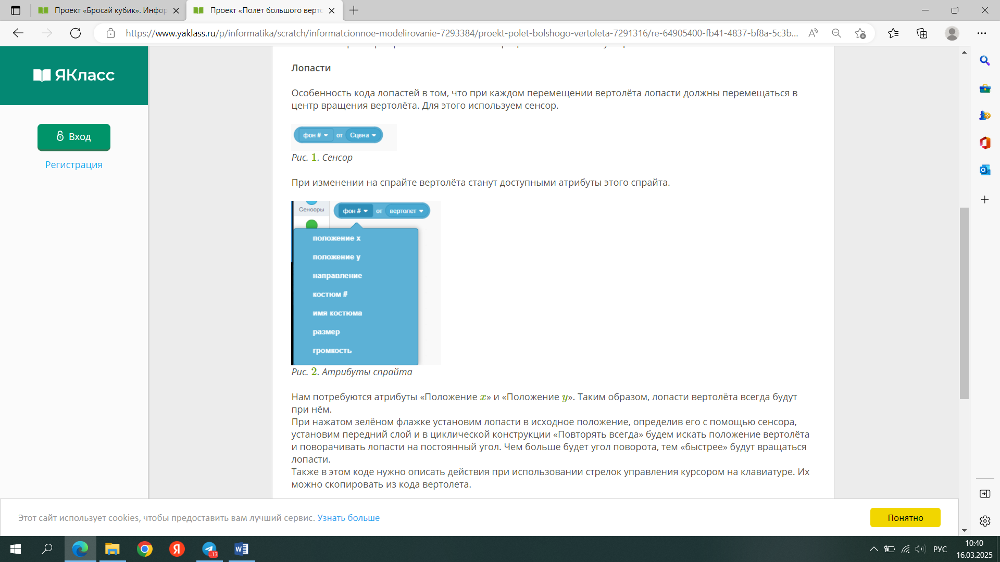 Проект «Бросай кубик». Инфор
Проект «Полёт большого верто
https://www.yaklass.ru/p/informatika/scratch/informatcionnoe-modelirovanie-7293384/proekt-polet-bolshogo-vertoleta-7291316/re-64905400-fb41-4837-bf8a-5c3b...
ЯКласс
Вход
Регистрация
Лопасти
Особенность кода лопастей в том, что при каждом перемещении вертолёта лопасти должны перемещаться в
центр вращения вертолёта. Для этого используем сенсор.
фон # от Сцена
Рис. 1. Сенсор
При изменении на спрайте вертолёта станут доступными атрибуты этого спрайта.
Сенсоры
фон # от вертолет
положение x
положение y
направление
костюм #
имя костюма
размер
громкость
Рис. 2. Атрибуты спрайта
Нам потребуются атрибуты «Положение x» и «Положение y». Таким образом, лопасти вертолёта всегда будут
при нём.
При нажатом зелёном флажке установим лопасти в исходное положение, определив его с помощью сенсора,
установим передний слой и в циклической конструкции «Повторять всегда» будем искать положение вертолёта
и поворачивать лопасти на постоянный угол. Чем больше будет угол поворота, тем «быстрее» будут вращаться
лопасти.
Также в этом коде нужно описать действия при использовании стрелок управления курсором на клавиатуре. Их
можно скопировать из кода вертолета.
Этот сайт использует cookies, чтобы предоставить вам лучший сервис. Узнать больше
Понятно
..13
РУС
10:40
16.03.2025